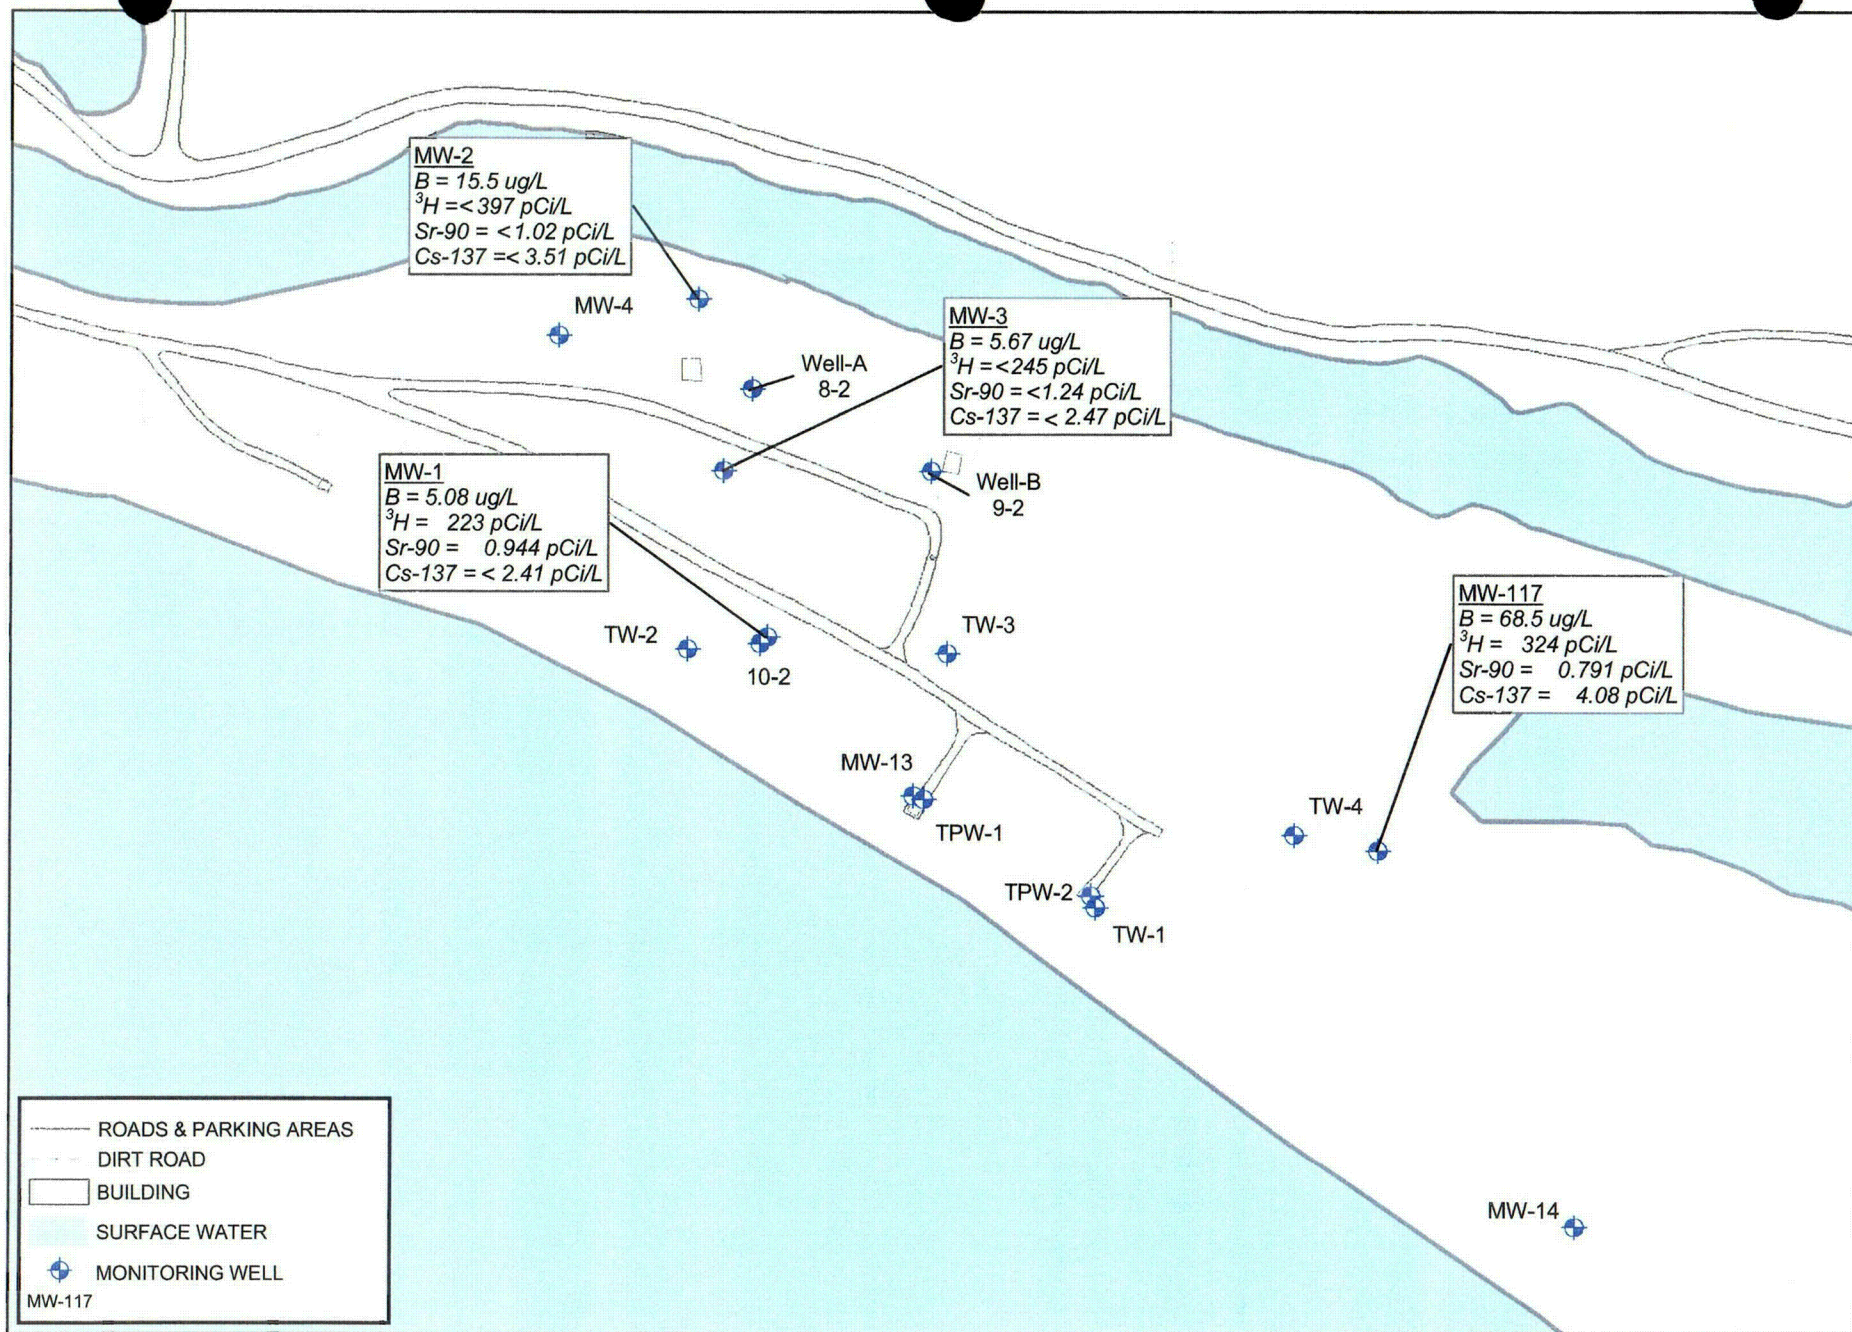 MW-2
B = 15.5 ug/L
³H =< 397 pCi/L
Sr-90 = < 1.02 pCi/L
Cs-137 =< 3.51 pCi/L
MW-4
MW-3
B = 5.67 ug/L
³H =<245 pCi/L
Sr-90 =<1.24 pCi/L
Cs-137 =< 2.47 pCi/L
Well-A
8-2
MW-1
B = 5.08 ug/L
³H = 223 pCi/L
Sr-90 = 0.944 pCi/L
Cs-137 =< 2.41 pCi/L
Well-B
9-2
MW-117
B = 68.5 ug/L
³H = 324 pCi/L
Sr-90 = 0.791 pCi/L
Cs-137 = 4.08 pCi/L
TW-2
10-2
TW-3
MW-13
TPW-1
TW-4
TPW-2
TW-1
MW-14
ROADS & PARKING AREAS
DIRT ROAD
BUILDING
SURFACE WATER
MONITORING WELL
MW-117